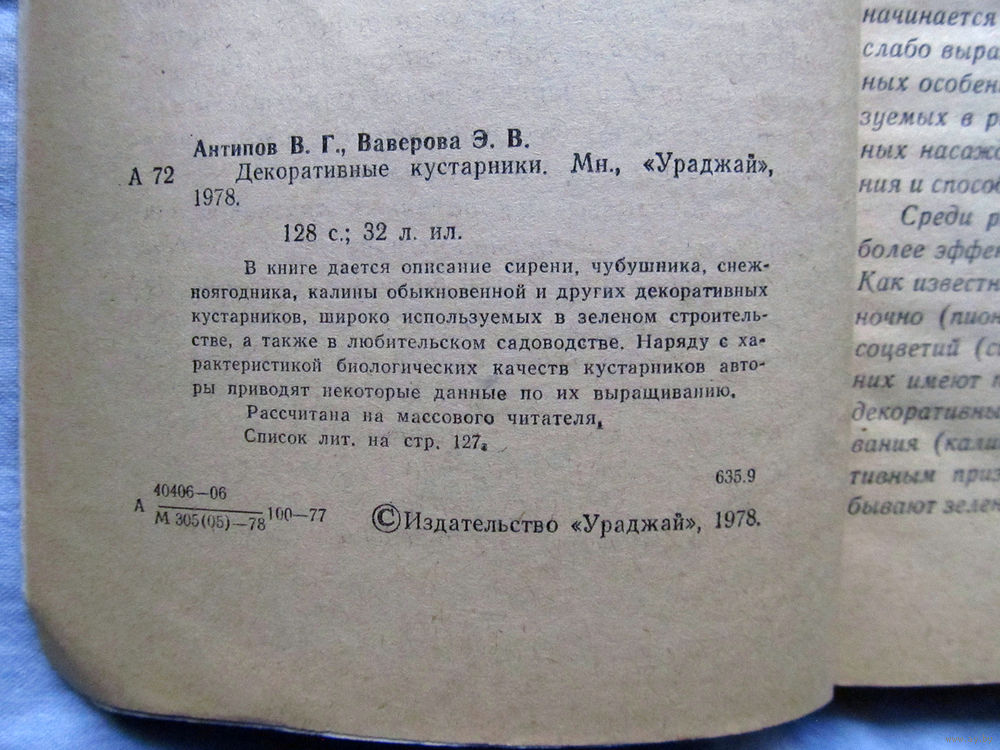 Антипов В. Г., Ваверова Э. В.
А 72 Декоративные кустарники. Мн., «Ураджай»,
1978.
128 с.; 32 л. ил.
В книге дается описание сирени, чубушника, снеж-
ноягодника, калины обыкновенной и других декоративных
кустарников, широко используемых в зеленом строитель-
стве, а также в любительском садоводстве. Наряду с ха-
рактеристикой биологических качеств кустарников авто-
ры приводят некоторые данные по их выращиванию.
Рассчитана на массового читателя.
Список лит. на стр. 127.
635.9
А 40406—06
М 305(05)—78 100—77
©Издательство «Ураджай», 1978.
начинается
слабо выра
ных особен
зуемых в р
ных насаж
ния и способ
Среди р
более эффе
Как известн
ночно (пион
соцветий (с
них имеют
декоративны
вания (кали
тивным приз
бывают зеле